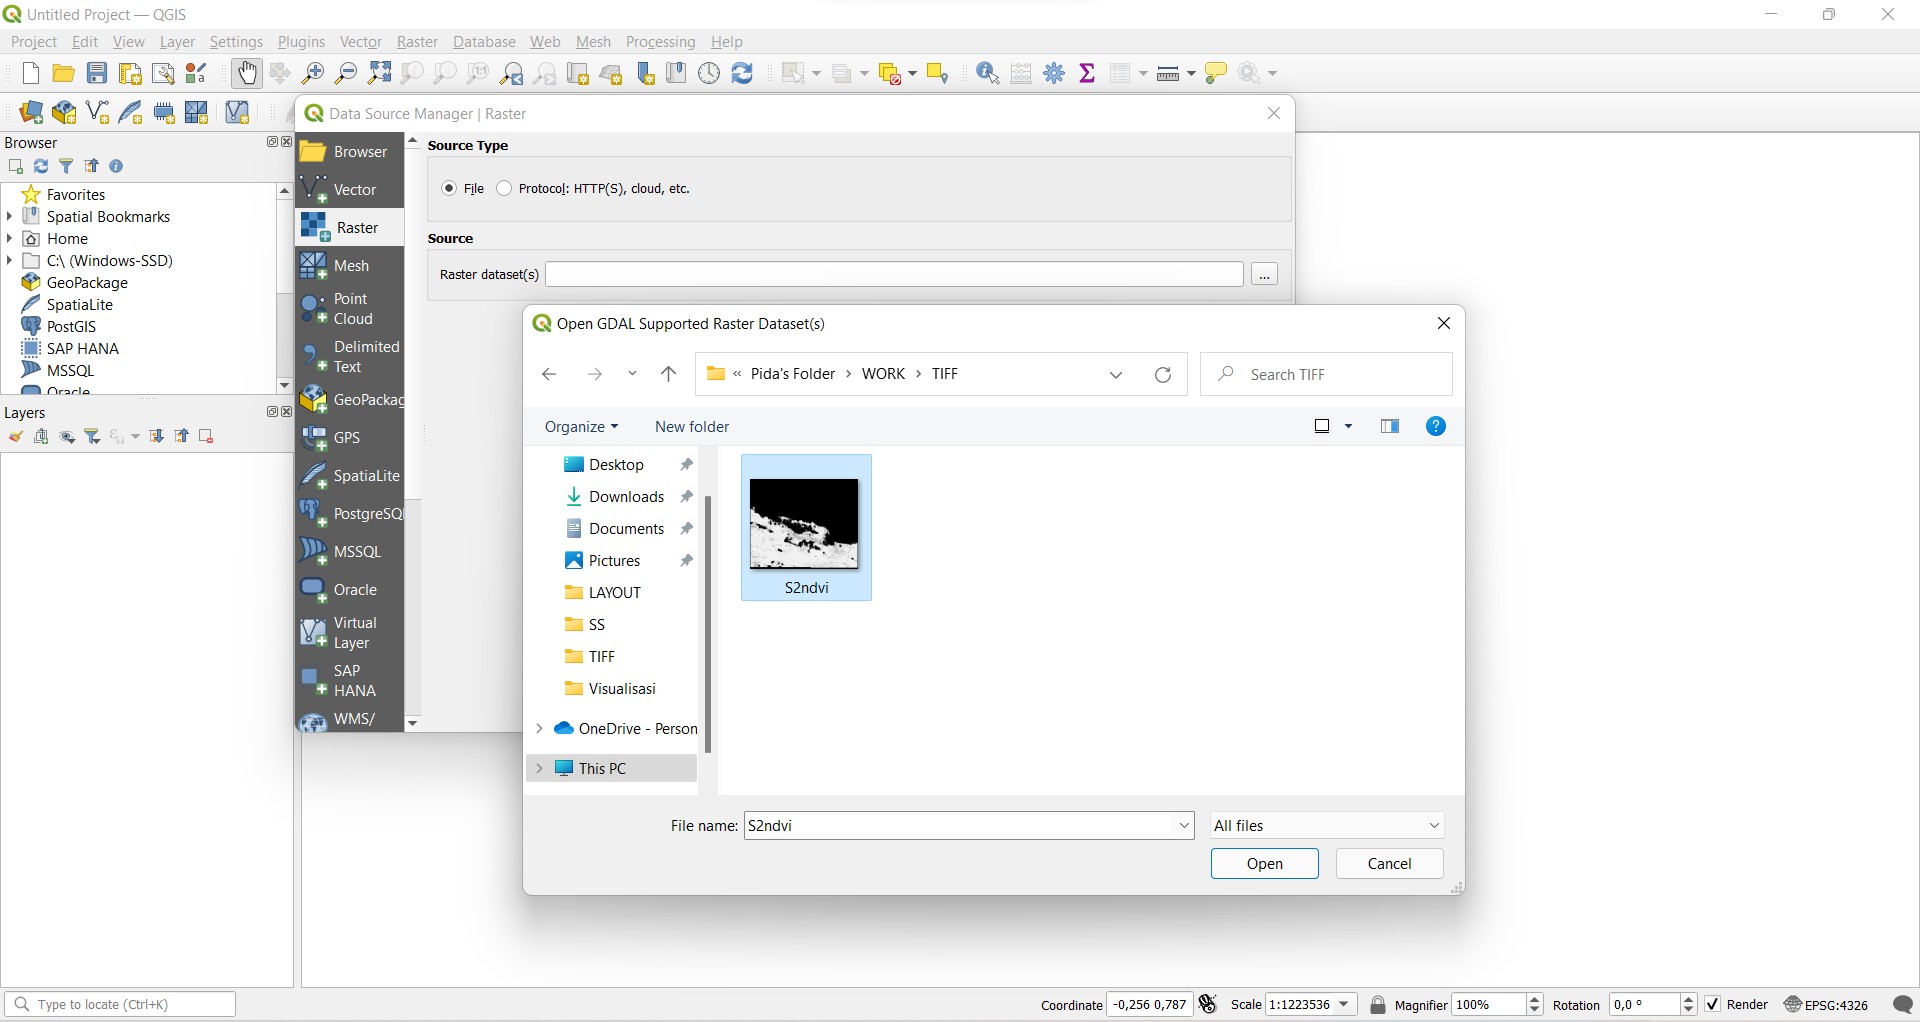 Untitled Project — QGIS
Project Edit View Layer Settings Plugins Vector Raster Database Web Mesh Processing Help
Data Source Manager | Raster
Browser
Favorites
Spatial Bookmarks
Home
C:\ (Windows-SSD)
GeoPackage
SpatiaLite
PostGIS
SAP HANA
MSSQL
Oracle
Layers
Browser
Vector
Raster
Mesh
Point
Cloud
Delimited
Text
GeoPackag
GPS
SpatiaLite
PostgreSQ
MSSQL
Oracle
Virtual
Layer
SAP
HANA
WMS/
Source Type
File Protocol: HTTP(S), cloud, etc.
Source
Raster dataset(s) ...
Open GDAL Supported Raster Dataset(s)
« Pida's Folder › WORK › TIFF
Search TIFF
Organize New folder
Desktop
Downloads
Documents
Pictures
LAYOUT
SS
TIFF
Visualisasi
OneDrive - Person
This PC
S2ndvi
File name: S2ndvi All files
Open Cancel
Type to locate (Ctrl+K) Coordinate -0,256 0,787 Scale 1:1223536 Magnifier 100% Rotation 0,0 ° Render EPSG:4326